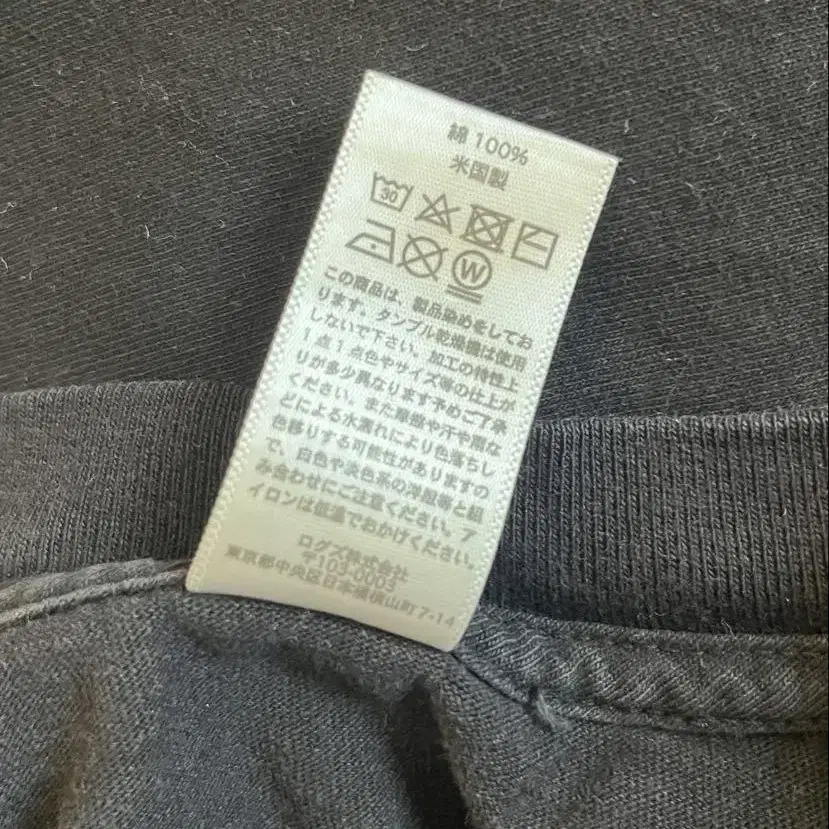 綿 100%
米国製
30
W
この商品は、製品染めをしてお
ります。タンブル乾燥機は使用
しないで下さい。加工の特性上
1点1点色やサイズ等の仕上が
りが多少異なります予めご了承
ください。また摩擦や汗や雨な
どによる水濡れにより色落ちし
色移りする可能性がありますの
で、白色や淡色系の洋服等と組
み合わせにご注意ください。ア
イロンは低温でおかけください。
ログズ株式会社
〒103-0003
東京都中央区日本橋横山町7-14